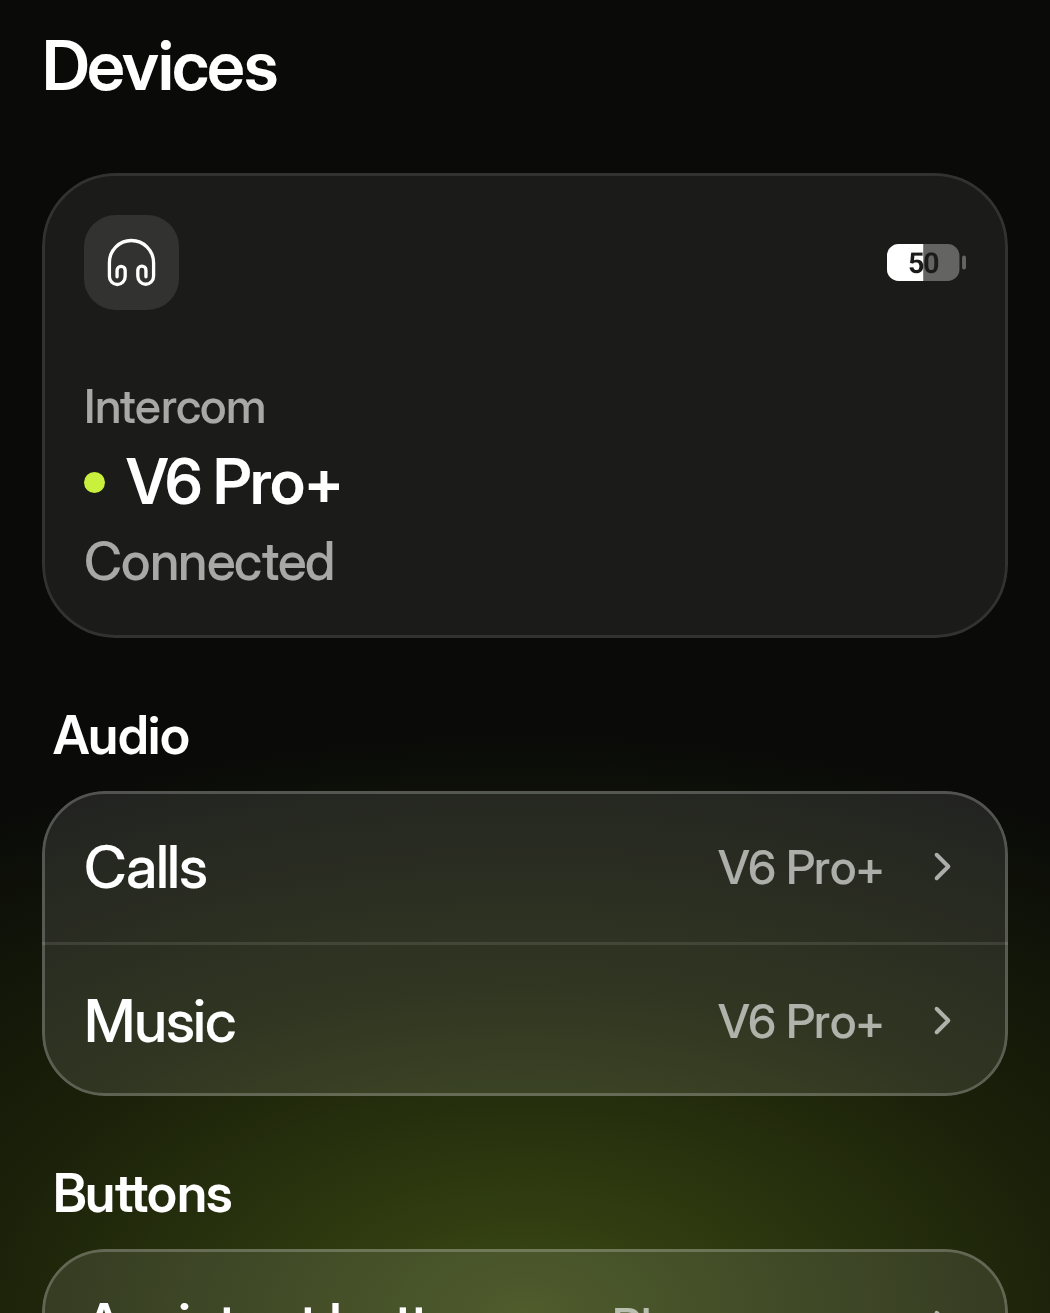 Devices
50
Intercom
V6 Pro+
Connected
Audio
Calls V6 Pro+
Music V6 Pro+
Buttons